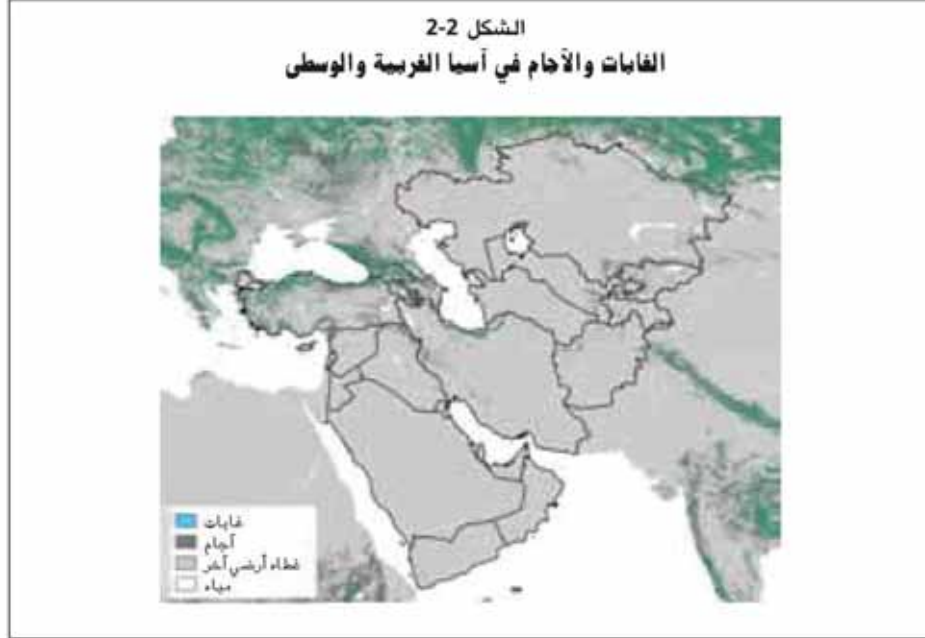 الشكل 2-2
الغابات والآجام في آسيا الغربية والوسطى
غابات
آجام
غطاء أرضي آخر
مياه